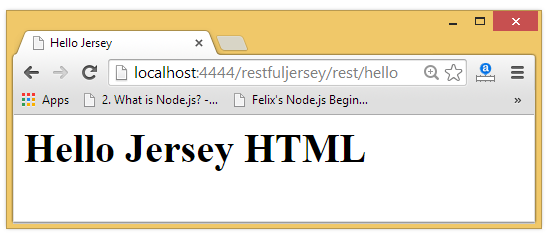 Hello Jersey
localhost:4444/restfuljersey/rest/hello
Apps 2. What is Node.js? -... Felix's Node.js Begin... »
Hello Jersey HTML